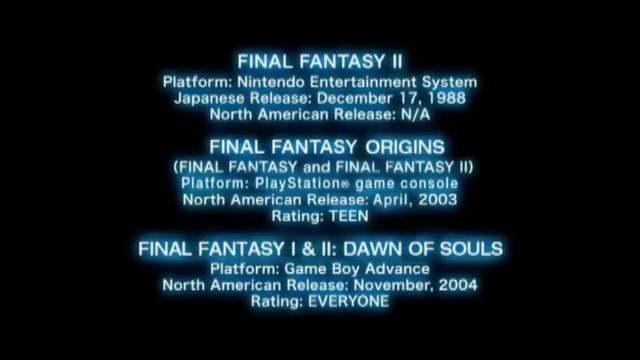 FINAL FANTASY II
Platform: Nintendo Entertainment System
Japanese Release: December 17, 1988
North American Release: N/A
FINAL FANTASY ORIGINS
(FINAL FANTASY and FINAL FANTASY II)
Platform: PlayStation® game console
North American Release: April, 2003
Rating: TEEN
FINAL FANTASY I & II: DAWN OF SOULS
Platform: Game Boy Advance
North American Release: November, 2004
Rating: EVERYONE